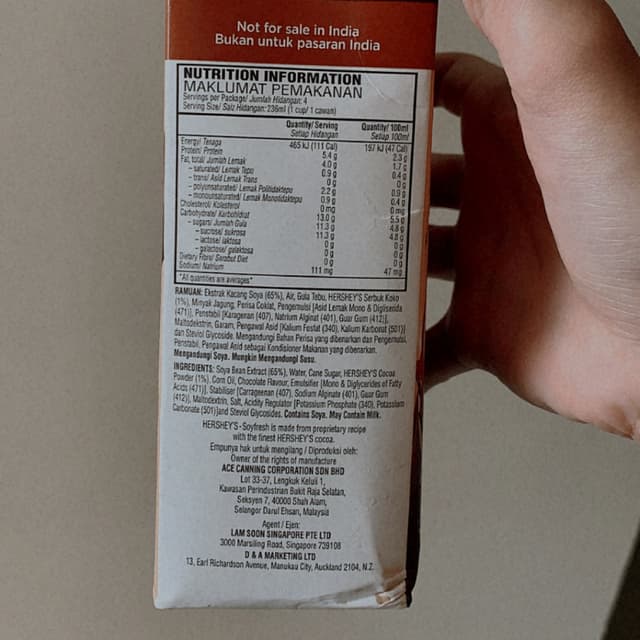 Not for sale in India
Bukan untuk pasaran India
NUTRITION INFORMATION
MAKLUMAT PEMAKANAN
Servings per Package/ Jumlah Hidangan: 4
Serving Size/ Saiz Hidangan: 236ml (1 cup/ 1 cawan)
Quantity/ Serving Quantity/ 100ml
Setiap Hidangan Setiap 100ml
Energy/ Tenaga 465 kJ (111 Cal) 197 kJ (47 Cal)
Protein/ Protein 5.4 g 2.3 g
Fat, total/ Jumlah Lemak 4.0 g 1.7 g
- saturated/ Lemak Tepu 0.9 g 0.4 g
- trans/ Asid Lemak Trans 0 g 0 g
- polyunsaturated/ Lemak Politidaktepu 2.2 g 0.9 g
- monounsaturated/ Lemak Monotidaktepu 0.9 g 0.4 g
Cholesterol/ Kolesterol 0 mg 0 mg
Carbohydrate/ Karbohidrat 13.0 g 5.5 g
- sugars/ Jumlah Gula 11.3 g 4.8 g
- sucrose/ sukrosa 11.3 g 4.8 g
- lactose/ laktosa 0 g 0 g
- galactose/ galaktosa 0 g 0 g
Dietary Fibre/ Serabut Diet 0 g 0 g
Sodium/ Natrium 111 mg 47 mg
*All quantities are averages*
RAMUAN: Ekstrak Kacang Soya (65%), Air, Gula Tebu, HERSHEY'S Serbuk Koko
(1%), Minyak Jagung, Perisa Coklat, Pengemulsi [Asid Lemak Mono & Digliserida
(471)], Penstabil [Karagenan (407), Natrium Alginat (401), Guar Gum (412)],
Maltodekstrin, Garam, Pengawal Asid [Kalium Fosfat (340), Kalium Karbonat (501)]
dan Steviol Glycoside. Mengandungi Bahan Perisa yang dibenarkan dan Pengemulsi,
Penstabil, Pengawal Asid sebagai Kondisioner Makanan yang dibenarkan.
Mengandungi Soya. Mungkin Mengandungi Susu.
INGREDIENTS: Soya Bean Extract (65%), Water, Cane Sugar, HERSHEY'S Cocoa
Powder (1%), Corn Oil, Chocolate Flavour, Emulsifier [Mono & Diglycerides of Fatty
Acids (471)], Stabiliser [Carrageenan (407), Sodium Alginate (401), Guar Gum
(412)], Maltodextrin, Salt, Acidity Regulator [Potassium Phosphate (340), Potassium
Carbonate (501)]and Steviol Glycosides. Contains Soya. May Contain Milk.
HERSHEY'S-Soyfresh is made from proprietary recipe
with the finest HERSHEY'S cocoa.
Empunya hak untuk mengilang / Diproduksi oleh:
Owner of the rights of manufacture
ACE CANNING CORPORATION SDN BHD
Lot 33-37, Lengkuk Keluli 1,
Kawasan Perindustrian Bukit Raja Selatan,
Seksyen 7, 40000 Shah Alam,
Selangor Darul Ehsan, Malaysia
Agent / Ejen:
LAM SOON SINGAPORE PTE LTD
3000 Marsiling Road, Singapore 739108
D & A MARKETING LTD
13, Earl Richardson Avenue, Manukau City, Auckland 2104, N.Z.